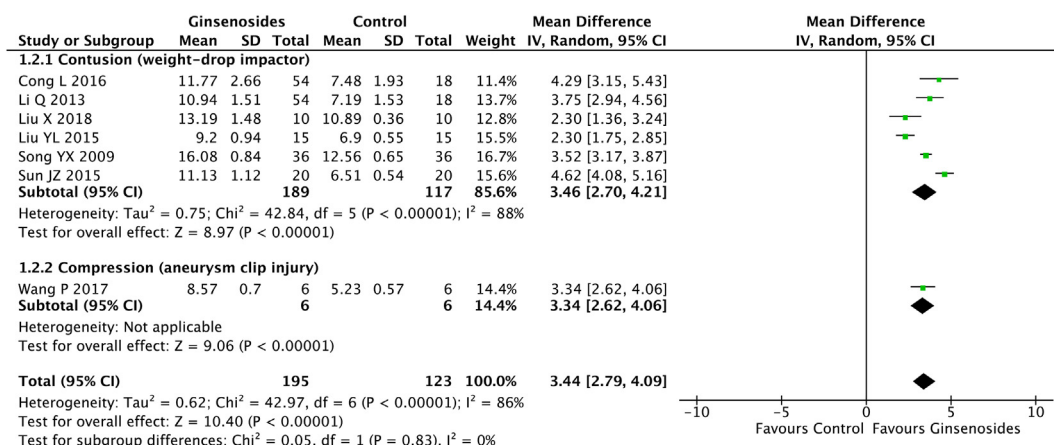 Ginsenosides Control Mean Difference Mean Difference
Study or Subgroup Mean SD Total Mean SD Total Weight IV, Random, 95% CI IV, Random, 95% CI
1.2.1 Contusion (weight-drop impactor)
Cong L 2016 11.77 2.66 54 7.48 1.93 18 11.4% 4.29 [3.15, 5.43]
Li Q 2013 10.94 1.51 54 7.19 1.53 18 13.7% 3.75 [2.94, 4.56]
Liu X 2018 13.19 1.48 10 10.89 0.36 10 12.8% 2.30 [1.36, 3.24]
Liu YL 2015 9.2 0.94 15 6.9 0.55 15 15.5% 2.30 [1.75, 2.85]
Song YX 2009 16.08 0.84 36 12.56 0.65 36 16.7% 3.52 [3.17, 3.87]
Sun JZ 2015 11.13 1.12 20 6.51 0.54 20 15.6% 4.62 [4.08, 5.16]
Subtotal (95% CI) 189 117 85.6% 3.46 [2.70, 4.21]
Heterogeneity: Tau² = 0.75; Chi² = 42.84, df = 5 (P < 0.00001); I² = 88%
Test for overall effect: Z = 8.97 (P < 0.00001)
1.2.2 Compression (aneurysm clip injury)
Wang P 2017 8.57 0.7 6 5.23 0.57 6 14.4% 3.34 [2.62, 4.06]
Subtotal (95% CI) 6 6 14.4% 3.34 [2.62, 4.06]
Heterogeneity: Not applicable
Test for overall effect: Z = 9.06 (P < 0.00001)
Total (95% CI) 195 123 100.0% 3.44 [2.79, 4.09]
Heterogeneity: Tau² = 0.62; Chi² = 42.97, df = 6 (P < 0.00001); I² = 86%
Test for overall effect: Z = 10.40 (P < 0.00001)
Test for subgroup differences: Chi² = 0.05, df = 1 (P = 0.83), I² = 0%
-10 -5 0 5 10
Favours Control Favours Ginsenosides